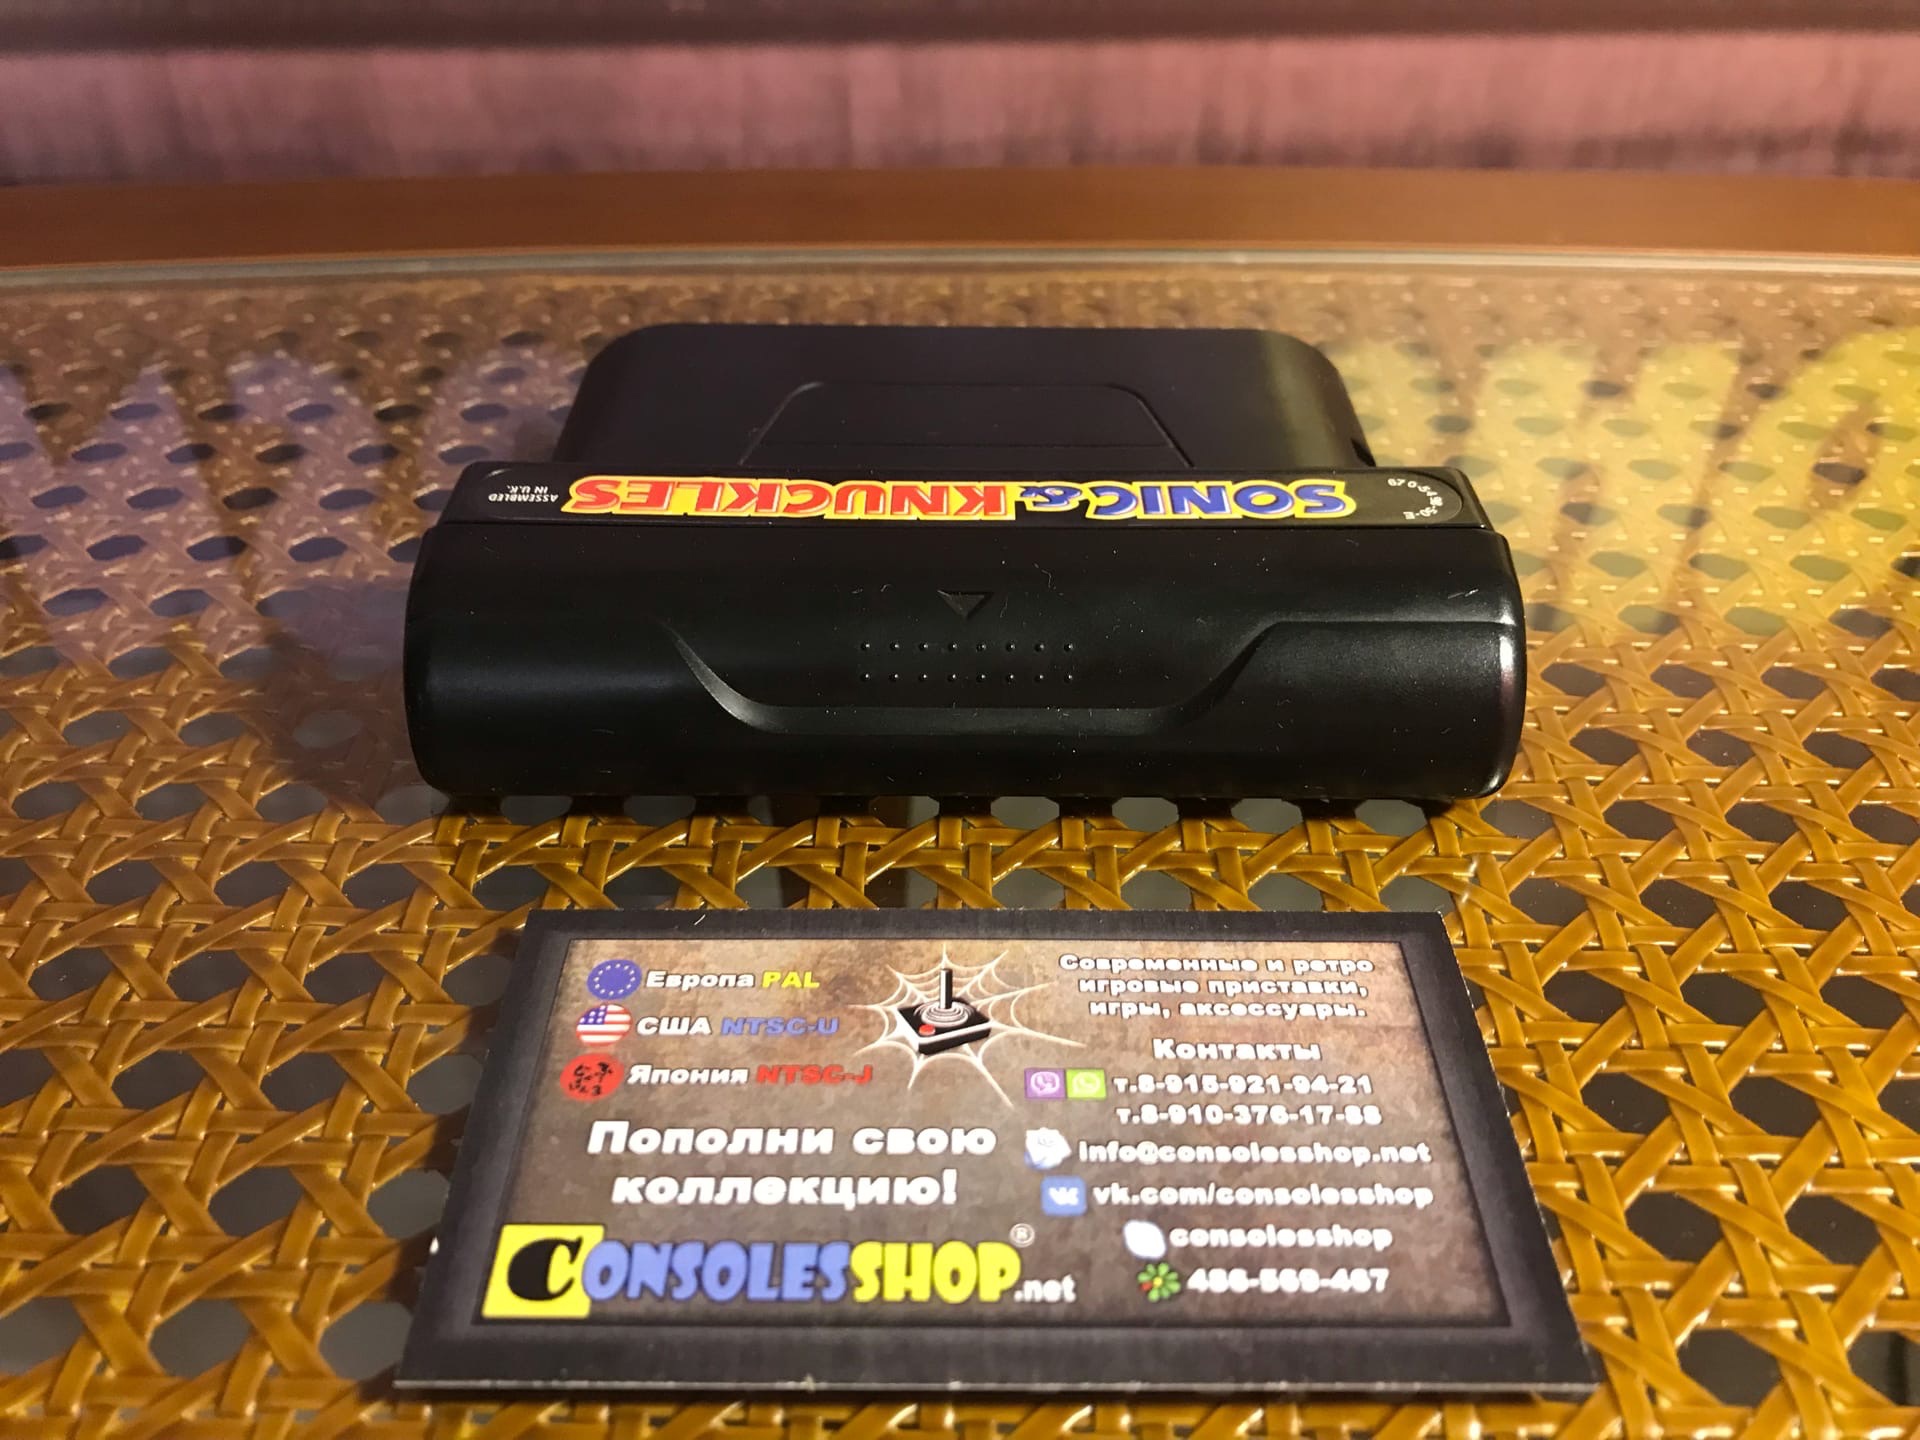 SONIC & KNUCKLES
ASSEMBLED
IN U.K.
Европа PAL
США NTSC-U
Япония NTSC-J
Пополни свою
коллекцию!
CONSOLESSHOP.net
®
Современные и ретро
игровые приставки,
игры, аксессуары.
Контакты
т.8-915-921-94-21
т.8-910-376-17-88
info@consolesshop.net
vk.com/consolesshop
consolesshop
486-569-467